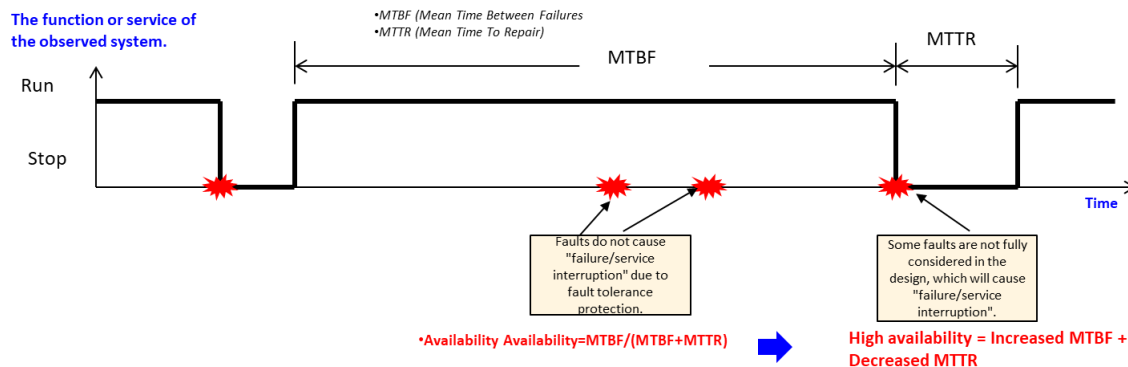 The function or service of
the observed system.
•MTBF (Mean Time Between Failures
•MTTR (Mean Time To Repair)
MTBF
MTTR
Run
Stop
Time
Faults do not cause
"failure/service
interruption" due to
fault tolerance
protection.
Some faults are not fully
considered in the
design, which will cause
"failure/service
interruption".
•Availability Availability=MTBF/(MTBF+MTTR)
High availability = Increased MTBF +
Decreased MTTR